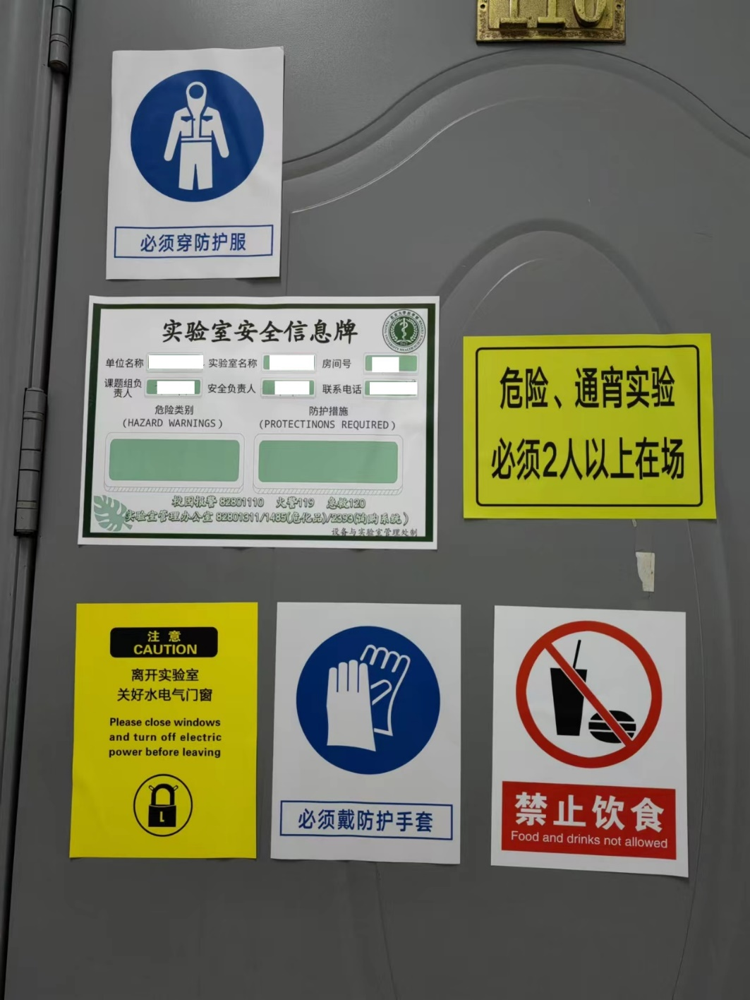 110
必须穿防护服
实验室安全信息牌
单位名称 实验室名称 房间号
课题组负责人 安全负责人 联系电话
危险类别 防护措施
(HAZARD WARNINGS) (PROTECTINONS REQUIRED)
校园报警 82801110 火警119 急救120
实验室管理办公室 82801311/1485(危化品)/2393(询购系统)
设备与实验室管理处制
危险、通宵实验
必须2人以上在场
注 意
CAUTION
离开实验室
关好水电气门窗
Please close windows
and turn off electric
power before leaving
必须戴防护手套
禁止饮食
Food and drinks not allowed